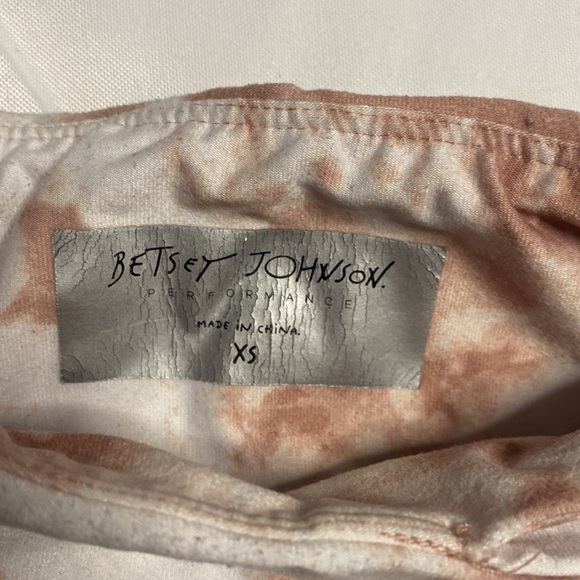 BETSEY JOHNSON.
PERFORMANCE
MADE IN CHINA.
XS